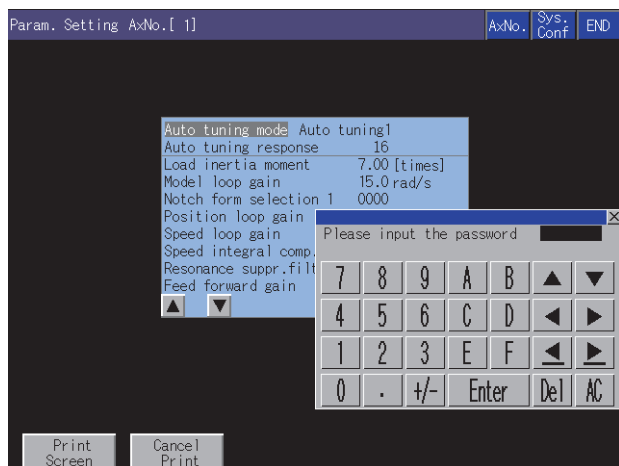 Param. Setting AxNo.[ 1]
AxNo.
Sys. Conf
END
Auto tuning mode Auto tuning1
Auto tuning response 16
Load inertia moment 7.00 [times]
Model loop gain 15.0 rad/s
Notch form selection 1 0000
Position loop gain
Speed loop gain
Speed integral comp.
Resonance suppr.filt
Feed forward gain
▲ ▼
X
Please input the password
7 8 9 A B ▲ ▼
4 5 6 C D ◀ ▶
1 2 3 E F ◀ ▶
0 . +/- Enter Del AC
Print Screen
Cancel Print